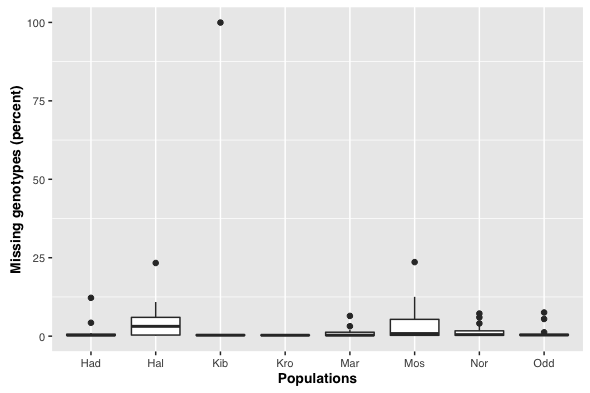 Missing genotypes (percent)
100
75
50
25
0
Had Hal Kib Kro Mar Mos Nor Odd
Populations